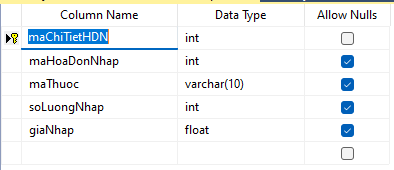 Column Name Data Type Allow Nulls
maChiTietHDN int
maHoaDonNhap int
maThuoc varchar(10)
soLuongNhap int
giaNhap float